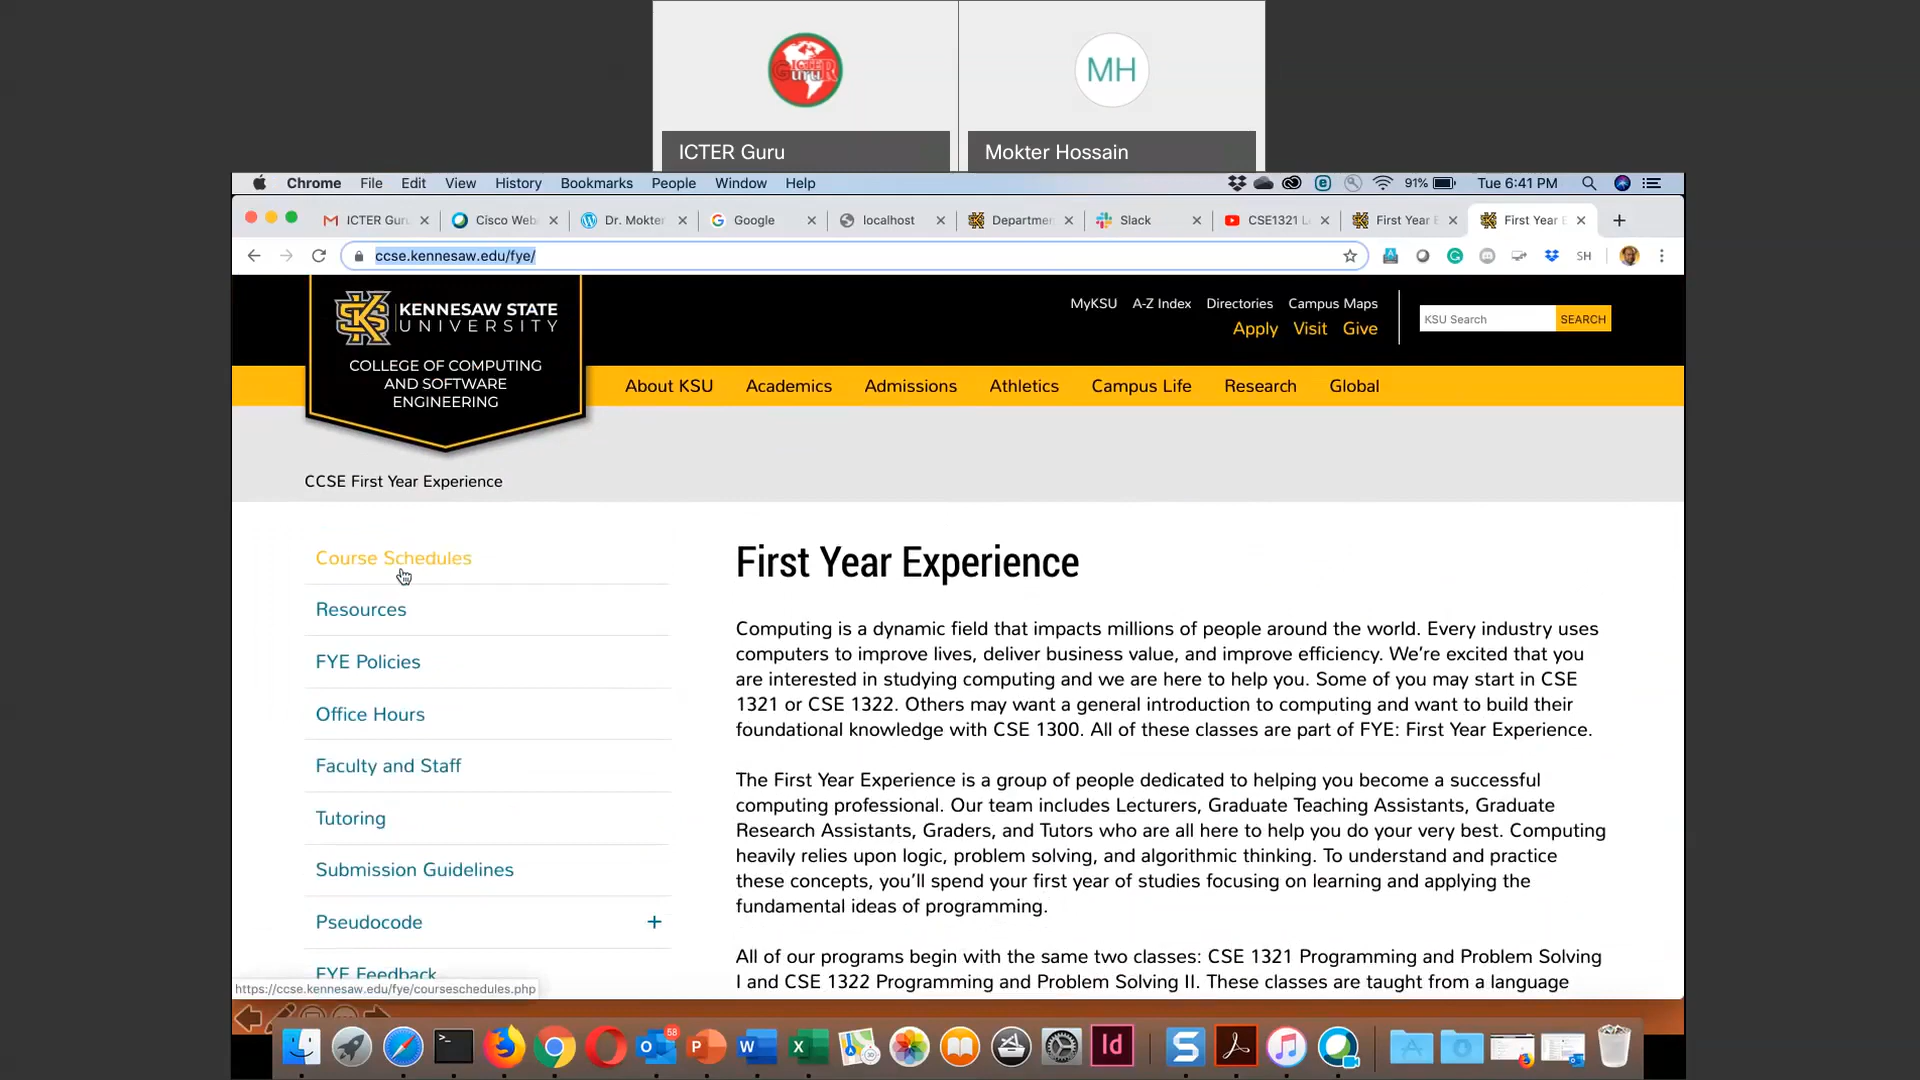 MH
ICTER Guru
Mokter Hossain
Chrome File Edit View History Bookmarks People Window Help 91% Tue 6:41 PM
ICTER Guru Cisco Web Dr. Mokter Google localhost Departmen Slack CSE1321 L First Year E First Year E
ccse.kennesaw.edu/fye/ SH
KENNESAW STATE
UNIVERSITY
COLLEGE OF COMPUTING
AND SOFTWARE
ENGINEERING
MyKSU A-Z Index Directories Campus Maps
Apply Visit Give
KSU Search SEARCH
About KSU Academics Admissions Athletics Campus Life Research Global
CCSE First Year Experience
Course Schedules
Resources
FYE Policies
Office Hours
Faculty and Staff
Tutoring
Submission Guidelines
Pseudocode +
FYE Feedback
https://ccse.kennesaw.edu/fye/courseschedules.php
First Year Experience
Computing is a dynamic field that impacts millions of people around the world. Every industry uses
computers to improve lives, deliver business value, and improve efficiency. We're excited that you
are interested in studying computing and we are here to help you. Some of you may start in CSE
1321 or CSE 1322. Others may want a general introduction to computing and want to build their
foundational knowledge with CSE 1300. All of these classes are part of FYE: First Year Experience.
The First Year Experience is a group of people dedicated to helping you become a successful
computing professional. Our team includes Lecturers, Graduate Teaching Assistants, Graduate
Research Assistants, Graders, and Tutors who are all here to help you do your very best. Computing
heavily relies upon logic, problem solving, and algorithmic thinking. To understand and practice
these concepts, you'll spend your first year of studies focusing on learning and applying the
fundamental ideas of programming.
All of our programs begin with the same two classes: CSE 1321 Programming and Problem Solving
I and CSE 1322 Programming and Problem Solving II. These classes are taught from a language
58
Id